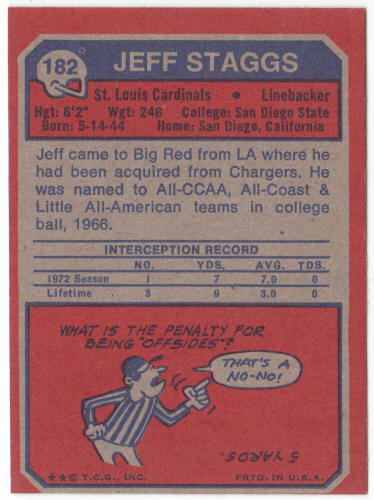 182 JEFF STAGGS
St. Louis Cardinals • Linebacker
Hgt: 6'2" Wgt: 246 College: San Diego State
Born: 5-14-44 Home: San Diego, California
Jeff came to Big Red from LA where he
had been acquired from Chargers. He
was named to All-CCAA, All-Coast &
Little All-American teams in college
ball, 1966.
INTERCEPTION RECORD
NO. YDS. AVG. TDS.
1972 Season 1 7 7.0 0
Lifetime 3 9 3.0 0
WHAT IS THE PENALTY FOR
BEING "OFFSIDES"?
THAT'S A
NO-NO!
5 YARDS.
★★© T.C.G., INC. PRTD. IN U.S.A.